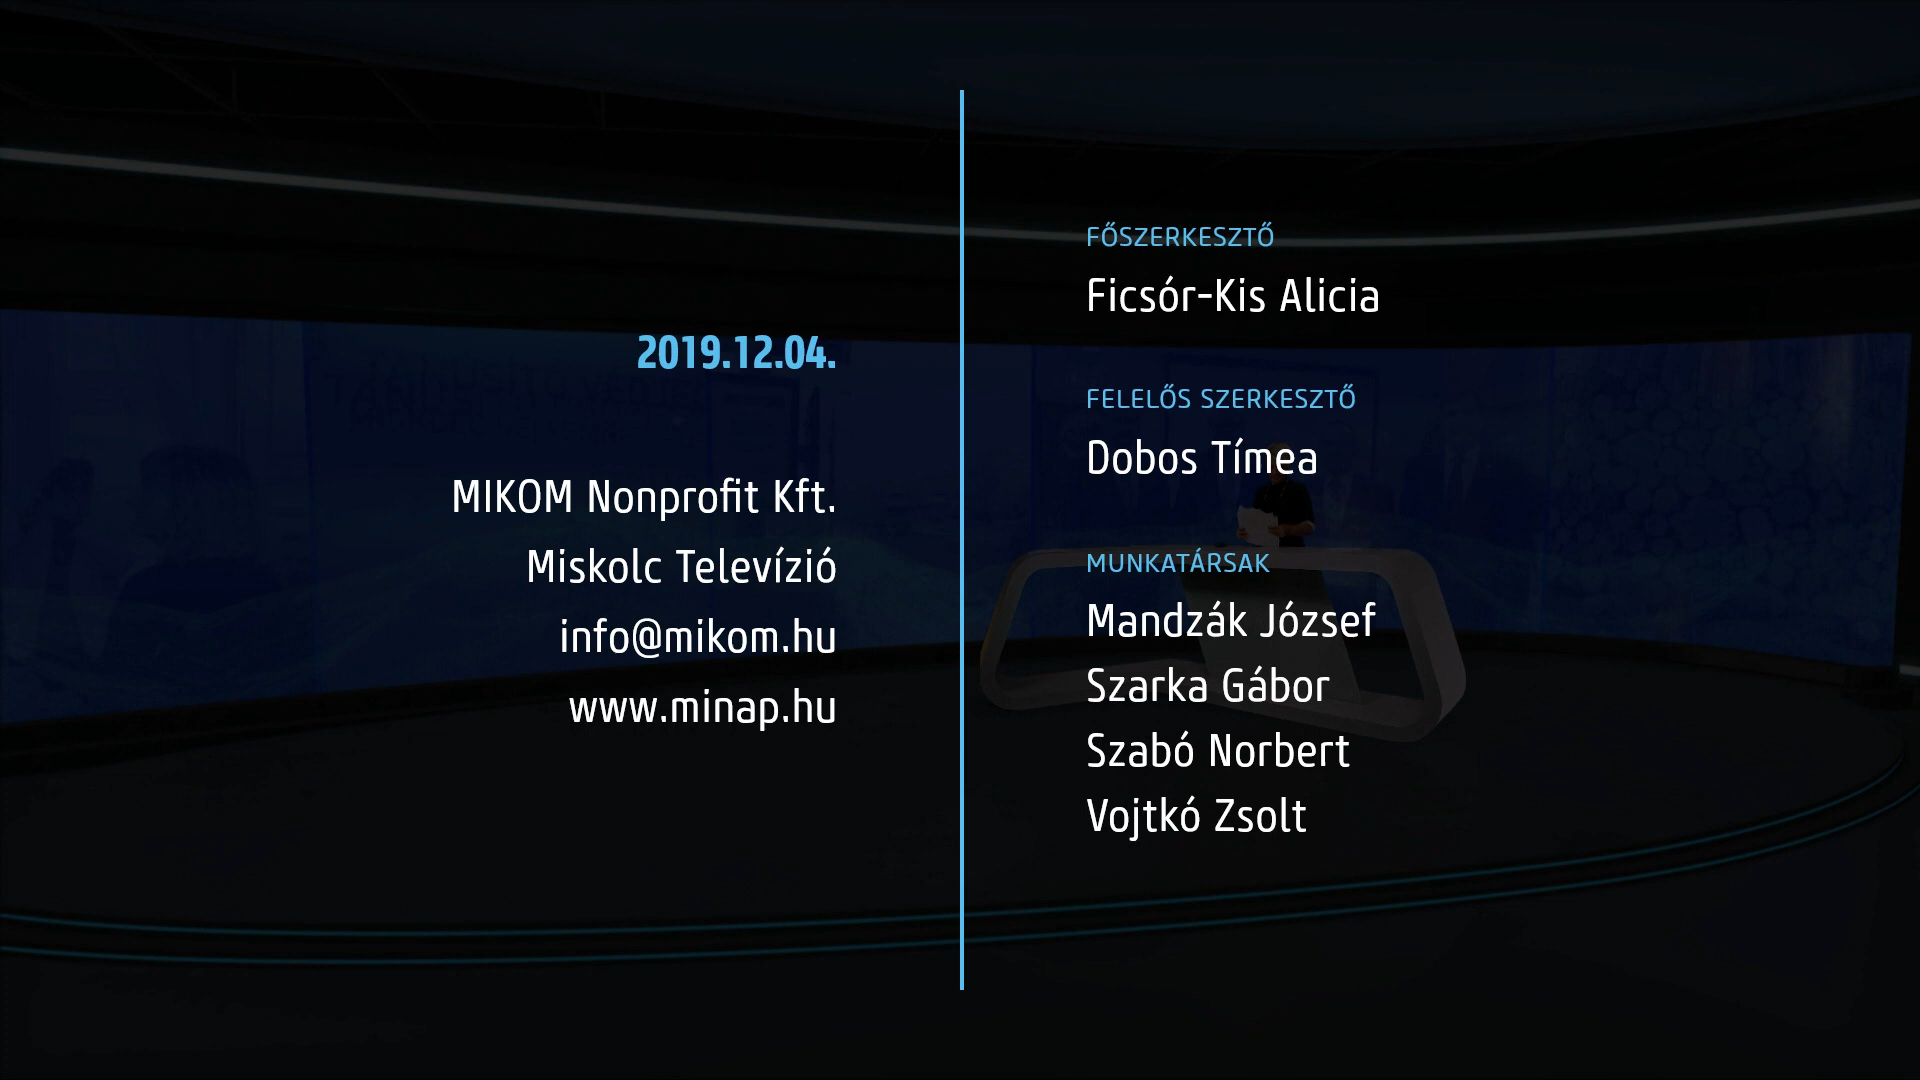 2019.12.04.
MIKOM Nonprofit Kft.
Miskolc Televízió
info@mikom.hu
www.minap.hu
FŐSZERKESZTŐ
Ficsór-Kis Alicia
FELELŐS SZERKESZTŐ
Dobos Tímea
MUNKATÁRSAK
Mandzák József
Szarka Gábor
Szabó Norbert
Vojtkó Zsolt